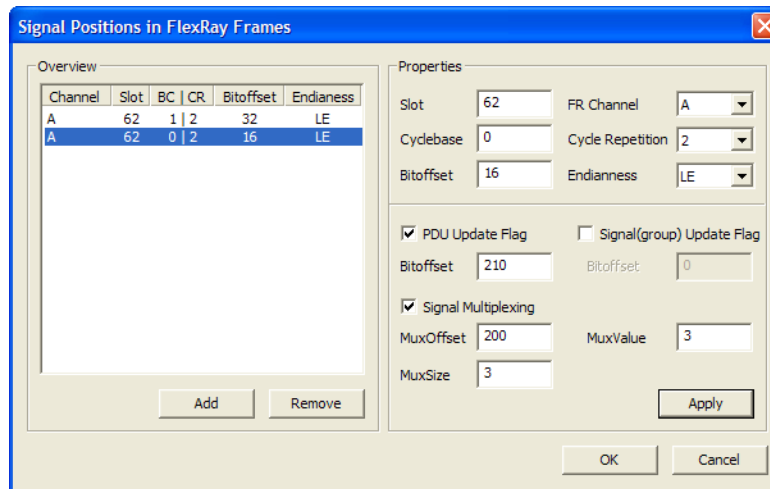 Signal Positions in FlexRay Frames
Overview
Channel Slot BC | CR Bitoffset Endianess
A 62 1 | 2 32 LE
A 62 0 | 2 16 LE
Add Remove
Properties
Slot 62 FR Channel A
Cyclebase 0 Cycle Repetition 2
Bitoffset 16 Endianness LE
PDU Update Flag Signal(group) Update Flag
Bitoffset 210 Bitoffset 0
Signal Multiplexing
MuxOffset 200 MuxValue 3
MuxSize 3
Apply
OK Cancel